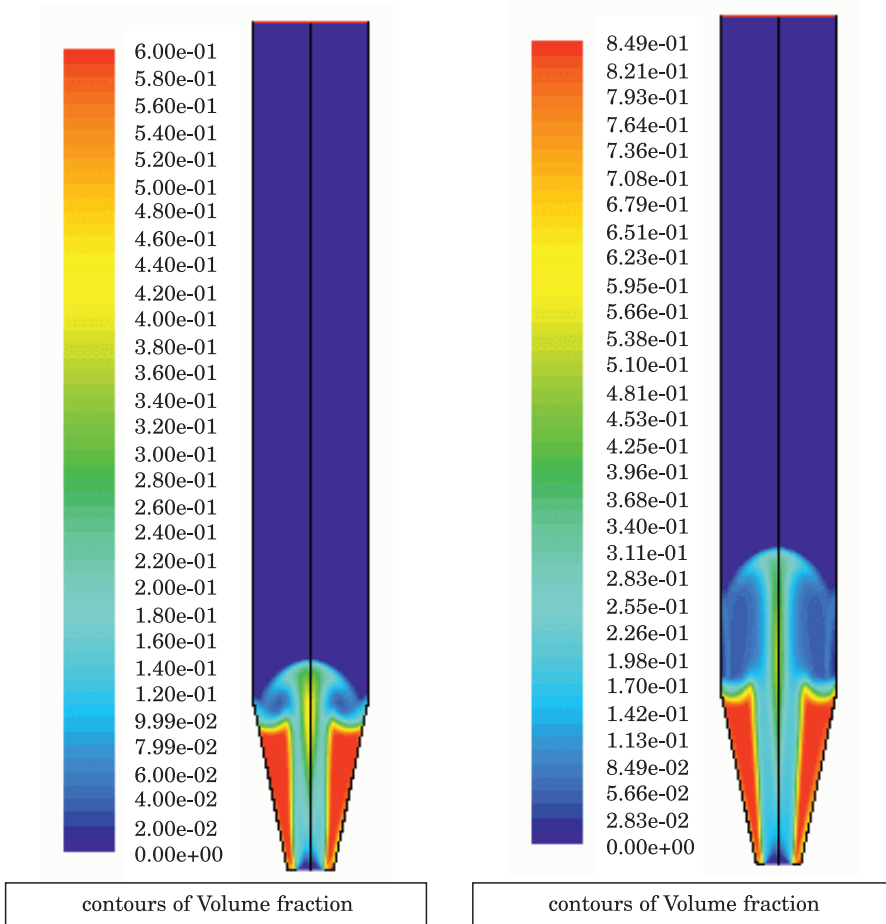 6.00e-01
5.80e-01
5.60e-01
5.40e-01
5.20e-01
5.00e-01
4.80e-01
4.60e-01
4.40e-01
4.20e-01
4.00e-01
3.80e-01
3.60e-01
3.40e-01
3.20e-01
3.00e-01
2.80e-01
2.60e-01
2.40e-01
2.20e-01
2.00e-01
1.80e-01
1.60e-01
1.40e-01
1.20e-01
9.99e-02
7.99e-02
6.00e-02
4.00e-02
2.00e-02
0.00e+00
contours of Volume fraction
8.49e-01
8.21e-01
7.93e-01
7.64e-01
7.36e-01
7.08e-01
6.79e-01
6.51e-01
6.23e-01
5.95e-01
5.66e-01
5.38e-01
5.10e-01
4.81e-01
4.53e-01
4.25e-01
3.96e-01
3.68e-01
3.40e-01
3.11e-01
2.83e-01
2.55e-01
2.26e-01
1.98e-01
1.70e-01
1.42e-01
1.13e-01
8.49e-02
5.66e-02
2.83e-02
0.00e+00
contours of Volume fraction